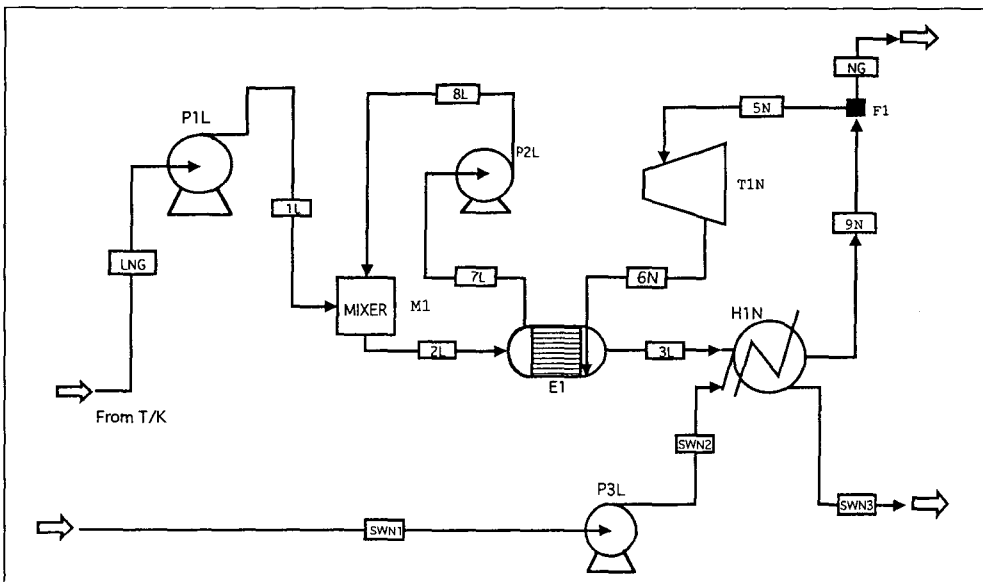 NG
8L
5N
F1
P1L
P2L
T1N
1L
9N
LNG
7L
6N
MIXER
M1
H1N
2L
3L
E1
From T/K
SWN2
P3L
SWN3
SWN1